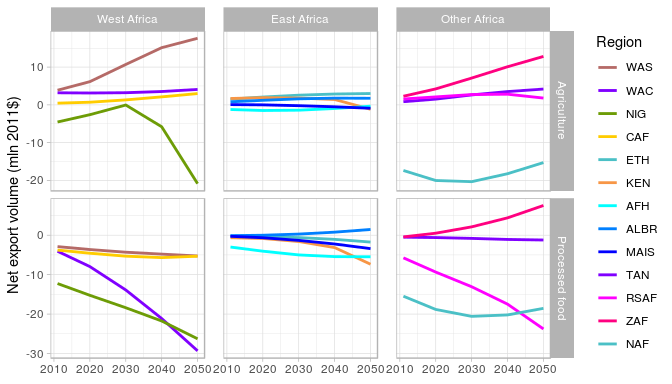 West Africa East Africa Other Africa
Net export volume (mln 2011$)
10
0
-10
-20
Agriculture
0
-10
-20
-30
Processed food
2010 2020 2030 2040 2050 2010 2020 2030 2040 2050 2010 2020 2030 2040 2050
Region
WAS
WAC
NIG
CAF
ETH
KEN
AFH
ALBR
MAIS
TAN
RSAF
ZAF
NAF